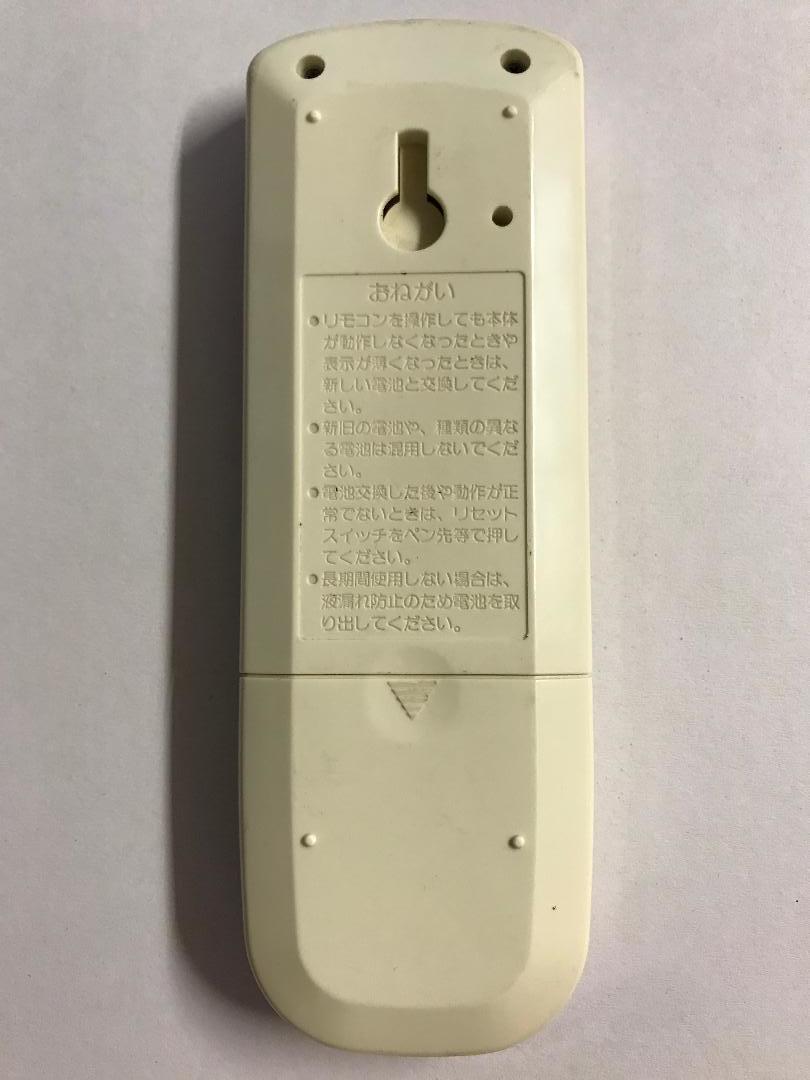 おねがい
●リモコンを操作しても本体
が動作しなくなったときや
表示が薄くなったときは、
新しい電池と交換してくだ
さい。
●新旧の電池や、種類の異な
る電池は混用しないでくだ
さい。
●電池交換した後や動作が正
常でないときは、リセット
スイッチをペン先等で押し
てください。
●長期間使用しない場合は、
液漏れ防止のため電池を取
り出してください。